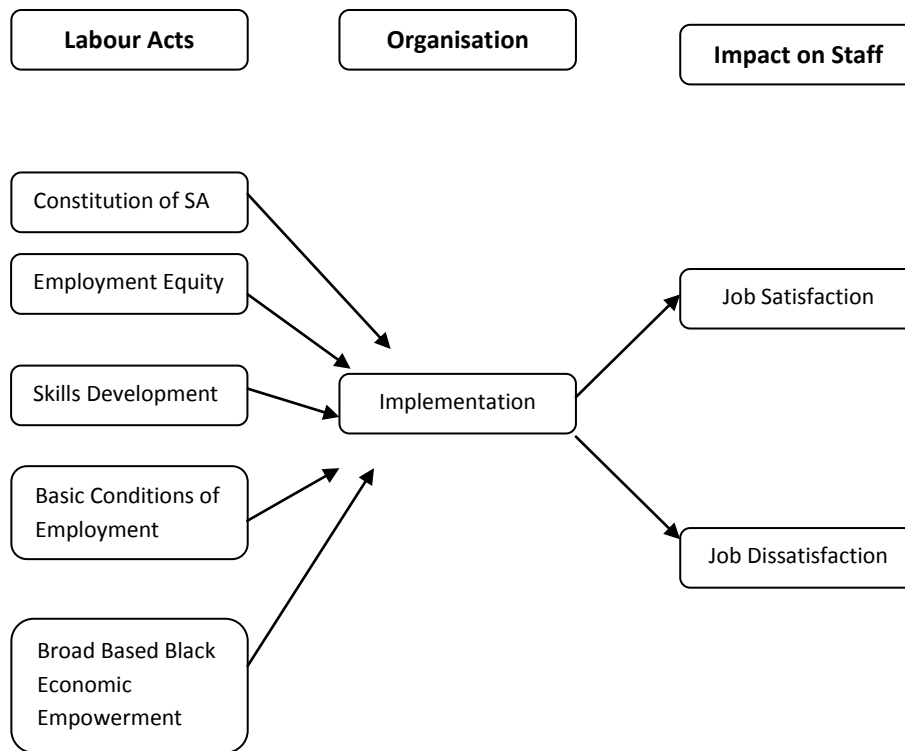 Labour Acts
Organisation
Impact on Staff
Constitution of SA
Employment Equity
Skills Development
Basic Conditions of
Employment
Broad Based Black
Economic
Empowerment
Implementation
Job Satisfaction
Job Dissatisfaction